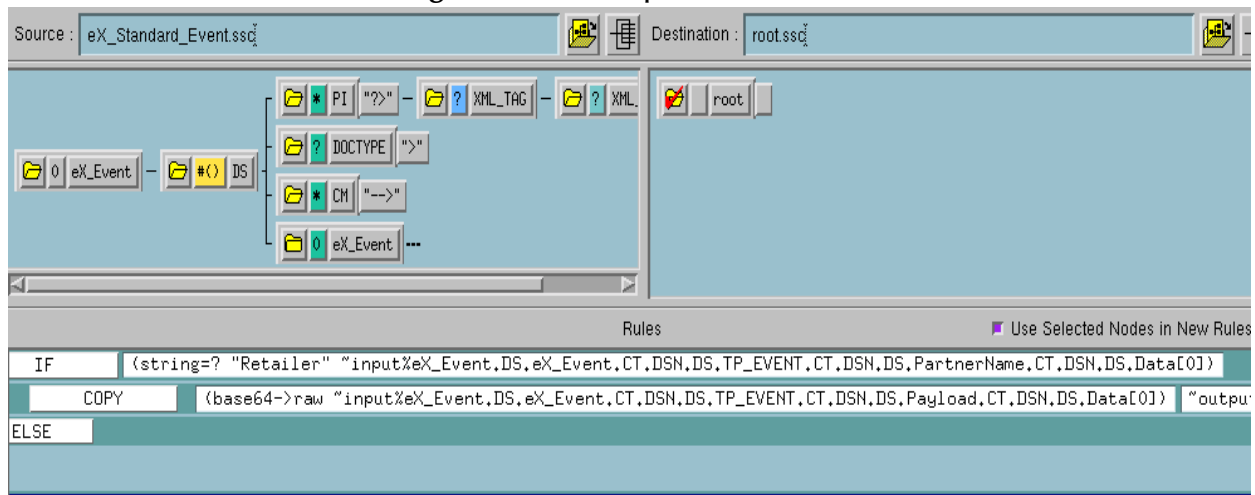 Source : eX_Standard_Event.ssc Destination : root.ssc
* PI "?>" ? XML_TAG ? XML_ root
? DOCTYPE ">"
0 eX_Event #() DS
* CM "-->"
0 eX_Event
Rules Use Selected Nodes in New Rules
IF (string=? "Retailer" ~input%eX_Event.DS.eX_Event.CT.DSN.DS.TP_EVENT.CT.DSN.DS.PartnerName.CT.DSN.DS.Data[0])
COPY (base64->raw ~input%eX_Event.DS.eX_Event.CT.DSN.DS.TP_EVENT.CT.DSN.DS.Payload.CT.DSN.DS.Data[0]) ~outpu
ELSE